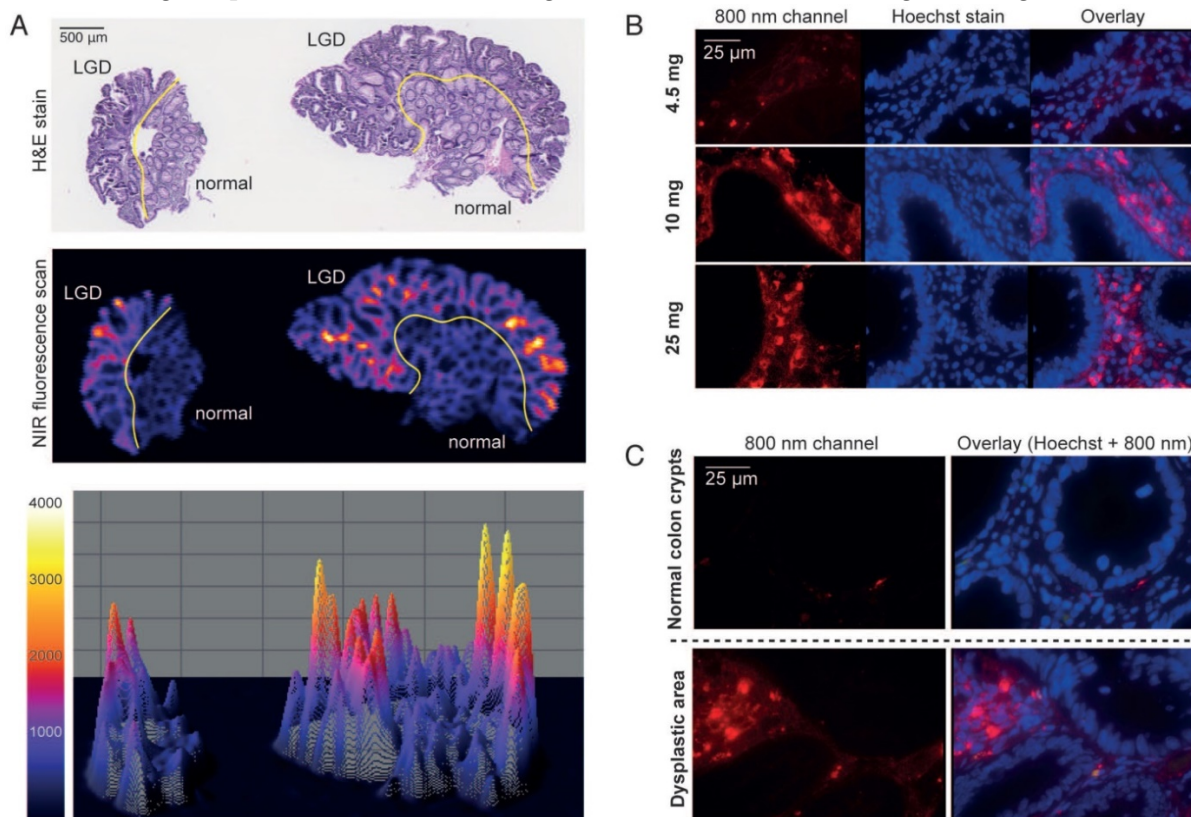 A
500 µm
LGD
LGD
H&E stain
normal
normal
LGD
LGD
NIR fluorescence scan
normal
normal
4000
3000
2000
1000
B
800 nm channel Hoechst stain Overlay
25 µm
4.5 mg
10 mg
25 mg
C
800 nm channel Overlay (Hoechst + 800 nm)
25 µm
Normal colon crypts
Dysplastic area